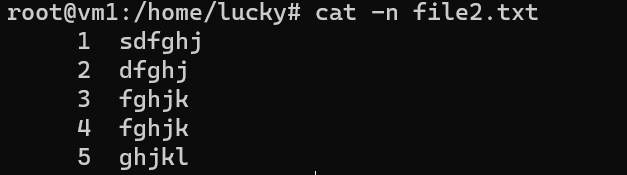 root@vm1:/home/lucky# cat -n file2.txt
1 sdfghj
2 dfghj
3 fghjk
4 fghjk
5 ghjkl